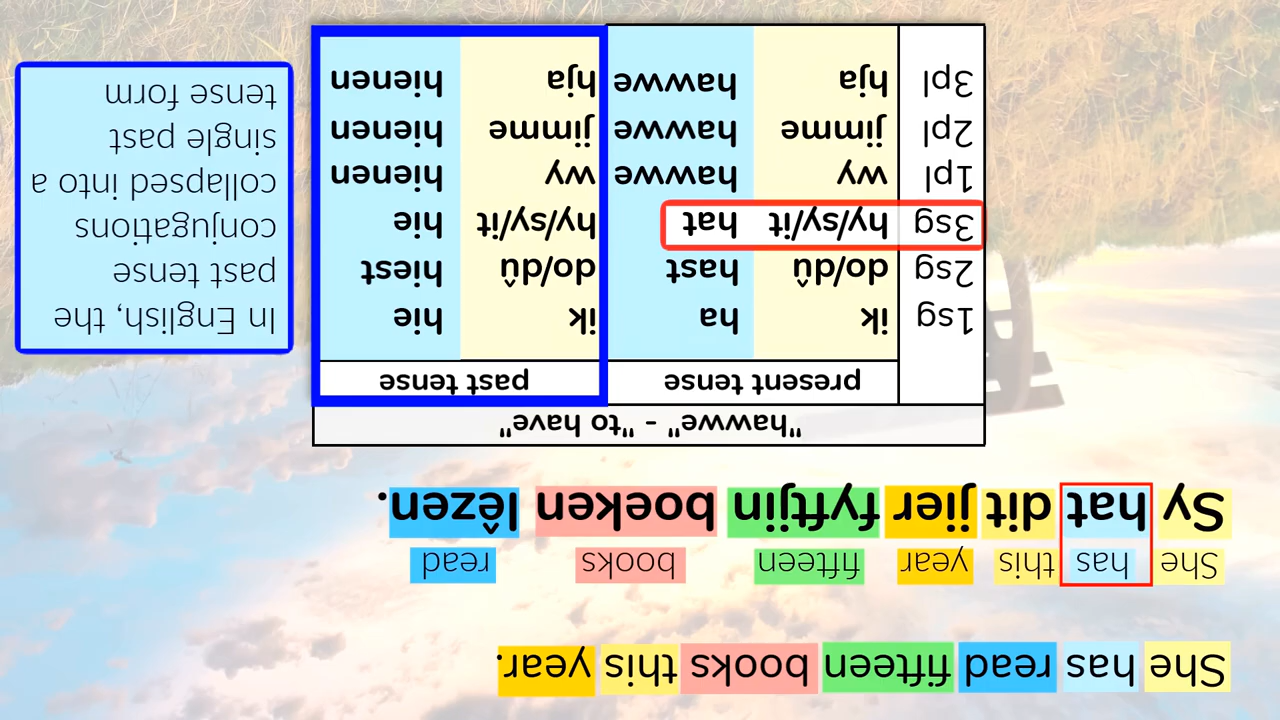 She has read fifteen books this year.
She has this year fifteen books read
Sy hat dit jier fyftjin boeken lêzen.
"hawwe" - "to have"
present tense past tense
1sg ik ha ik hie
2sg do/dû hast do/dû hiest
3sg hy/sy/it hat hy/sy/it hie
1pl wy hawwe wy hienen
2pl jimme hawwe jimme hienen
3pl hja hawwe hja hienen
In English, the
past tense
conjugations
collapsed into a
single past
tense form